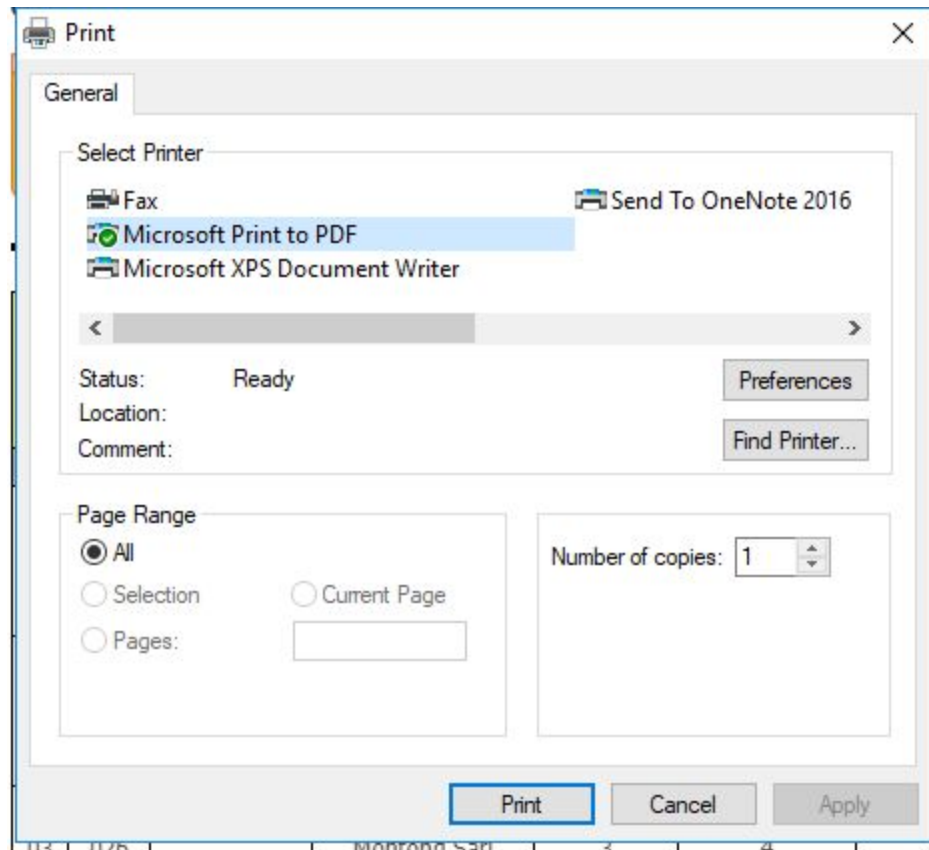 Print
General
Select Printer
Fax
Send To OneNote 2016
Microsoft Print to PDF
Microsoft XPS Document Writer
Status: Ready
Preferences
Location:
Comment:
Find Printer...
Page Range
All
Number of copies: 1
Selection Current Page
Pages:
Print Cancel Apply